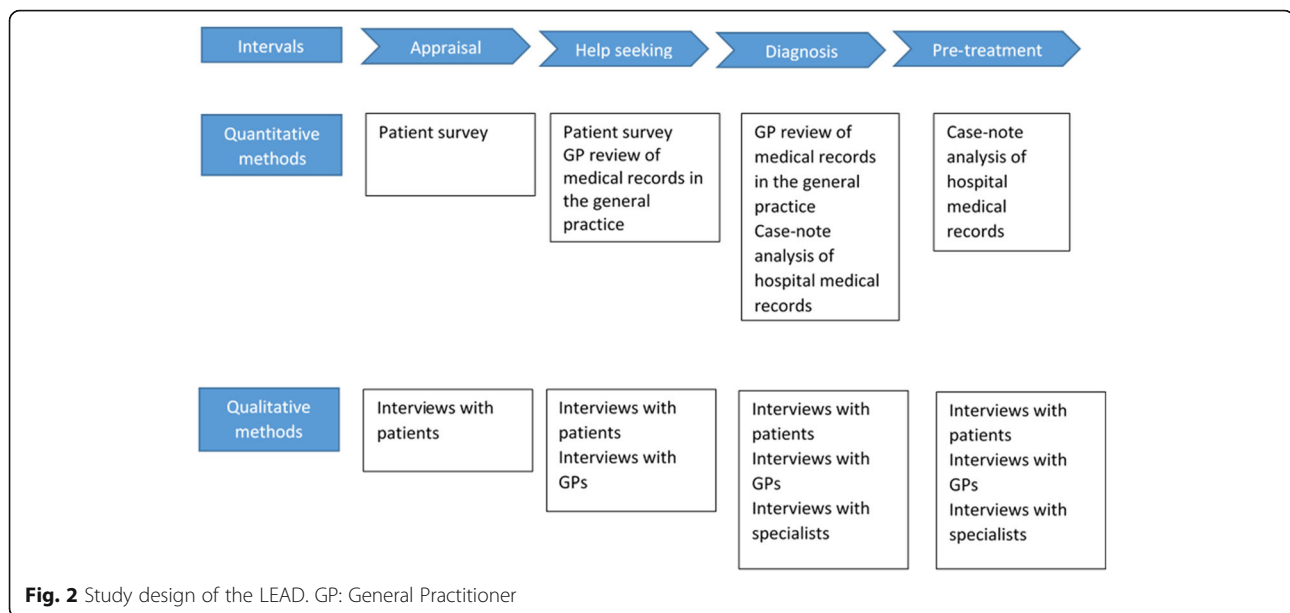 Intervals
Appraisal
Help seeking
Diagnosis
Pre-treatment
Quantitative
methods
Patient survey
Patient survey
GP review of
medical records in
the general
practice
GP review of
medical records
in the general
practice
Case-note
analysis of
hospital medical
records
Case-note
analysis of
hospital
medical
records
Qualitative
methods
Interviews with
patients
Interviews with
patients
Interviews with
GPs
Interviews with
patients
Interviews with
GPs
Interviews with
specialists
Interviews with
patients
Interviews with
GPs
Interviews with
specialists
Fig. 2 Study design of the LEAD. GP: General Practitioner